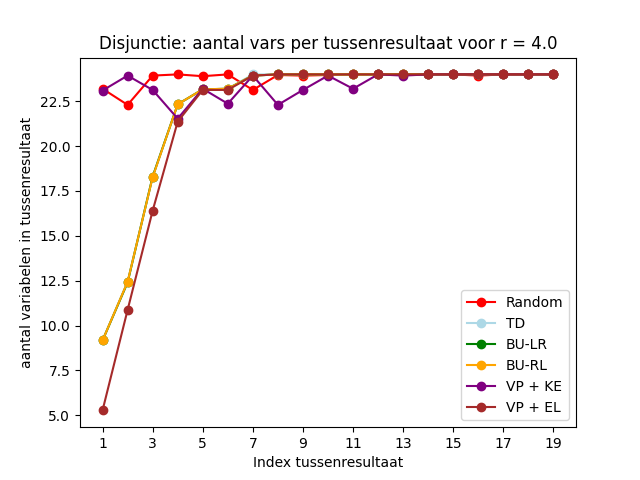 Disjunctie: aantal vars per tussenresultaat voor r = 4.0
aantal variabelen in tussenresultaat
22.5
20.0
17.5
15.0
12.5
10.0
7.5
5.0
Random
TD
BU-LR
BU-RL
VP + KE
VP + EL
1 3 5 7 9 11 13 15 17 19
Index tussenresultaat